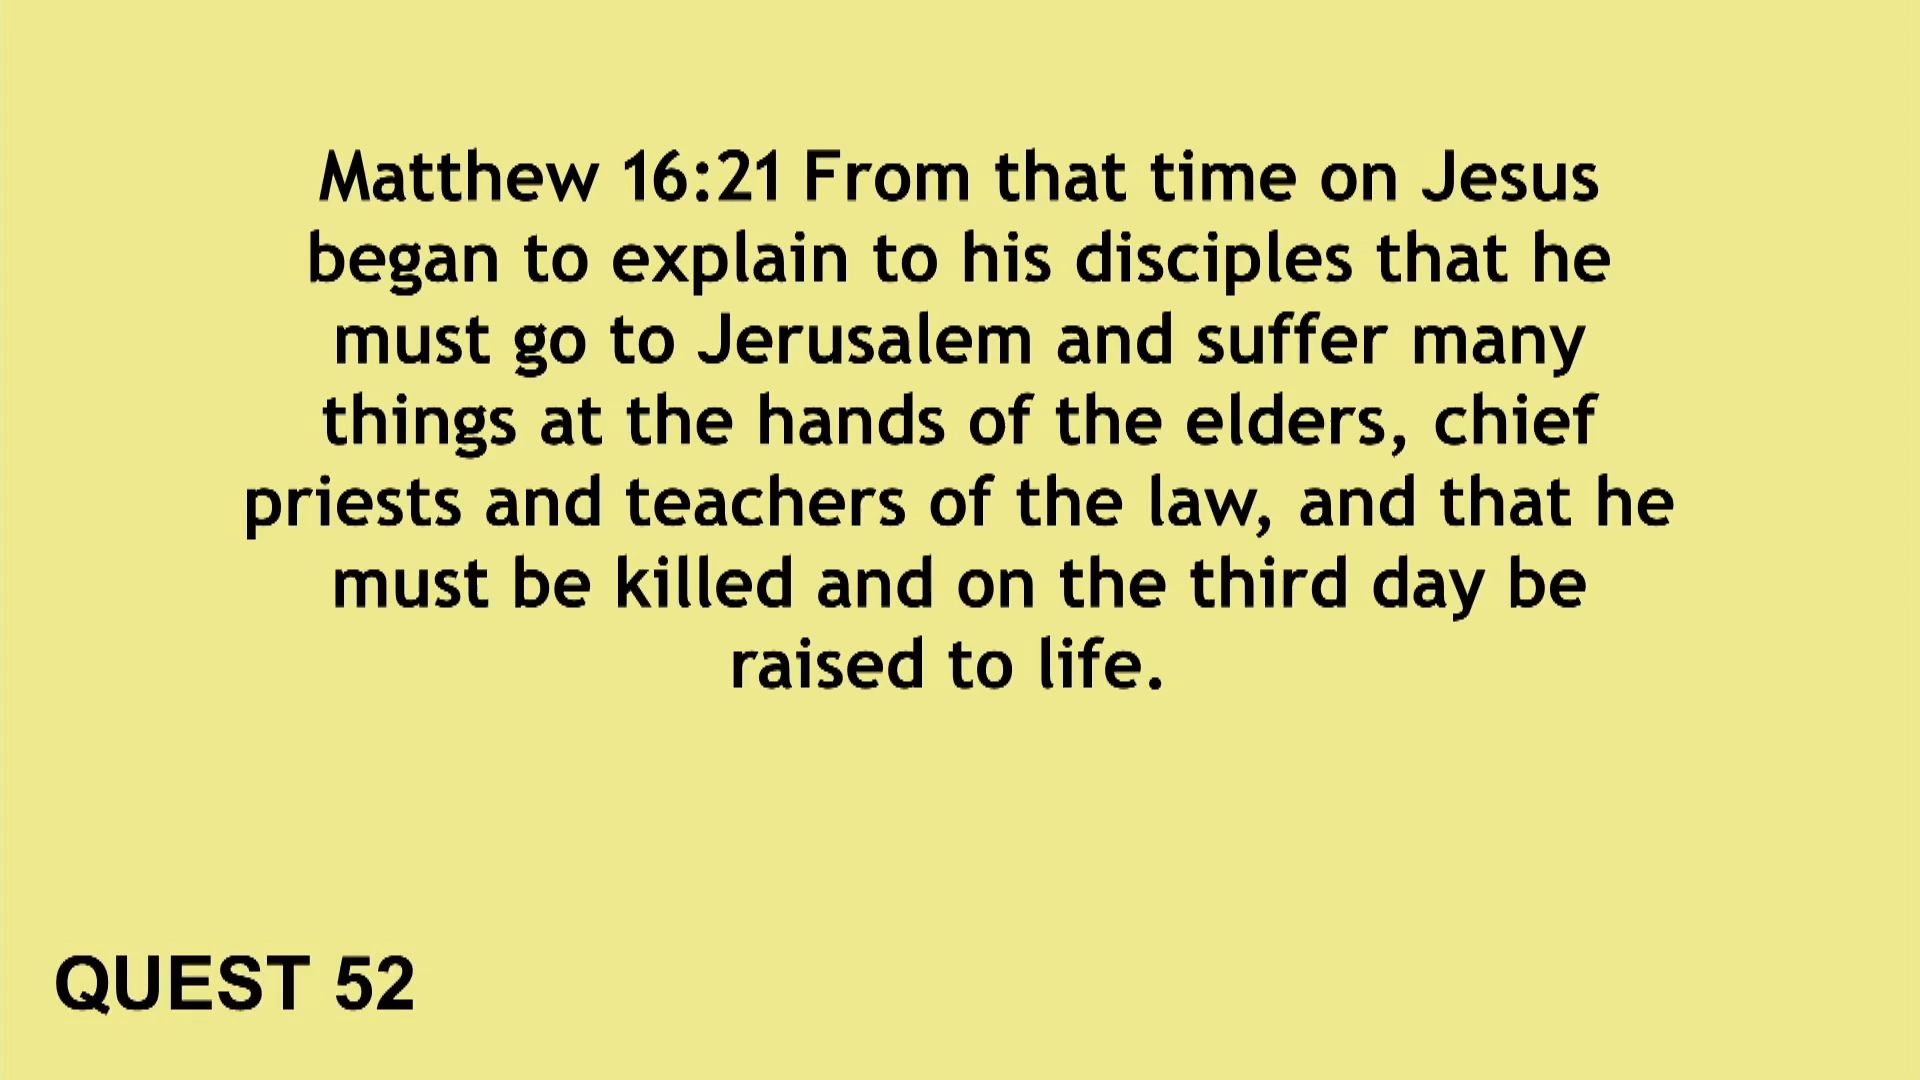 Matthew 16:21 From that time on Jesus
began to explain to his disciples that he
must go to Jerusalem and suffer many
things at the hands of the elders, chief
priests and teachers of the law, and that he
must be killed and on the third day be
raised to life.
QUEST 52